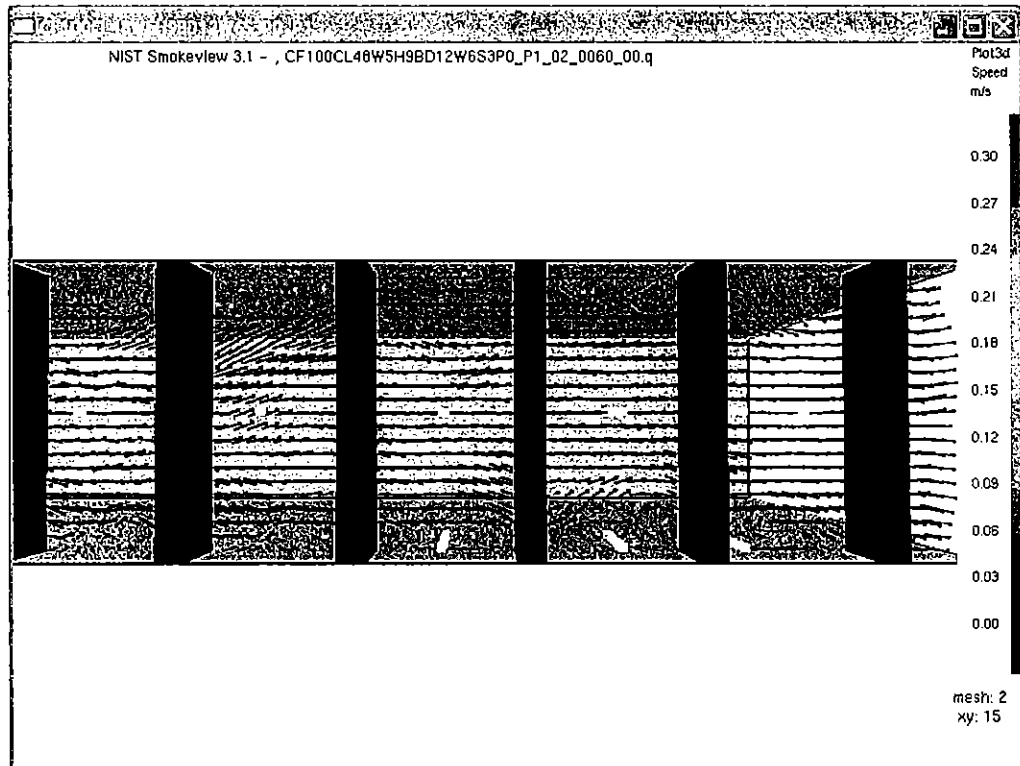 NIST Smokeview 3.1 - , CF100CL48W5H9BD12W6S3P0_P1_02_0060_00.q
Plot3d
Speed
m/s
0.30
0.27
0.24
0.21
0.18
0.15
0.12
0.09
0.06
0.03
0.00
mesh: 2
xy: 15